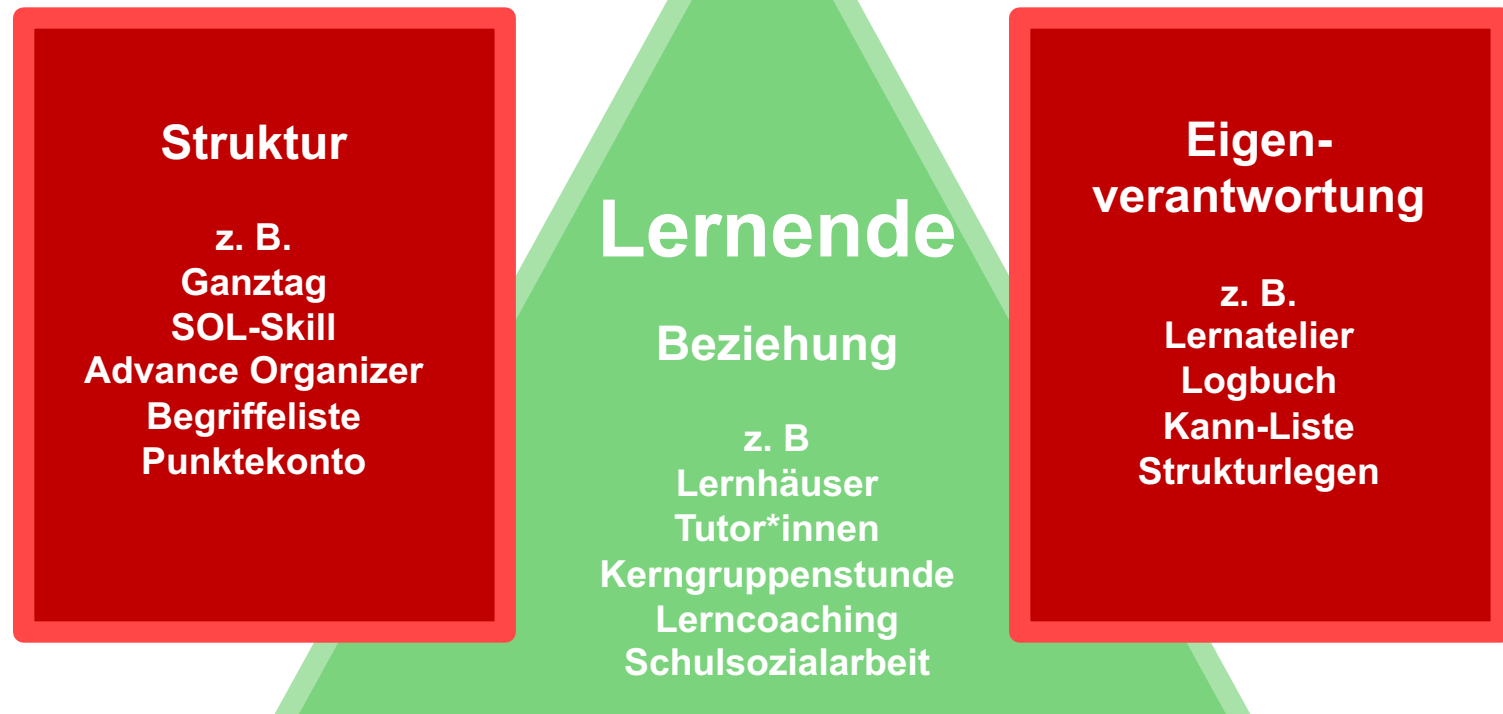 Struktur
z. B.
Ganztag
SOL-Skill
Advance Organizer
Begriffeliste
Punktekonto
Lernende
Beziehung
z. B
Lernhäuser
Tutor*innen
Kerngruppenstunde
Lerncoaching
Schulsozialarbeit
Eigen-
verantwortung
z. B.
Lernatelier
Logbuch
Kann-Liste
Strukturlegen